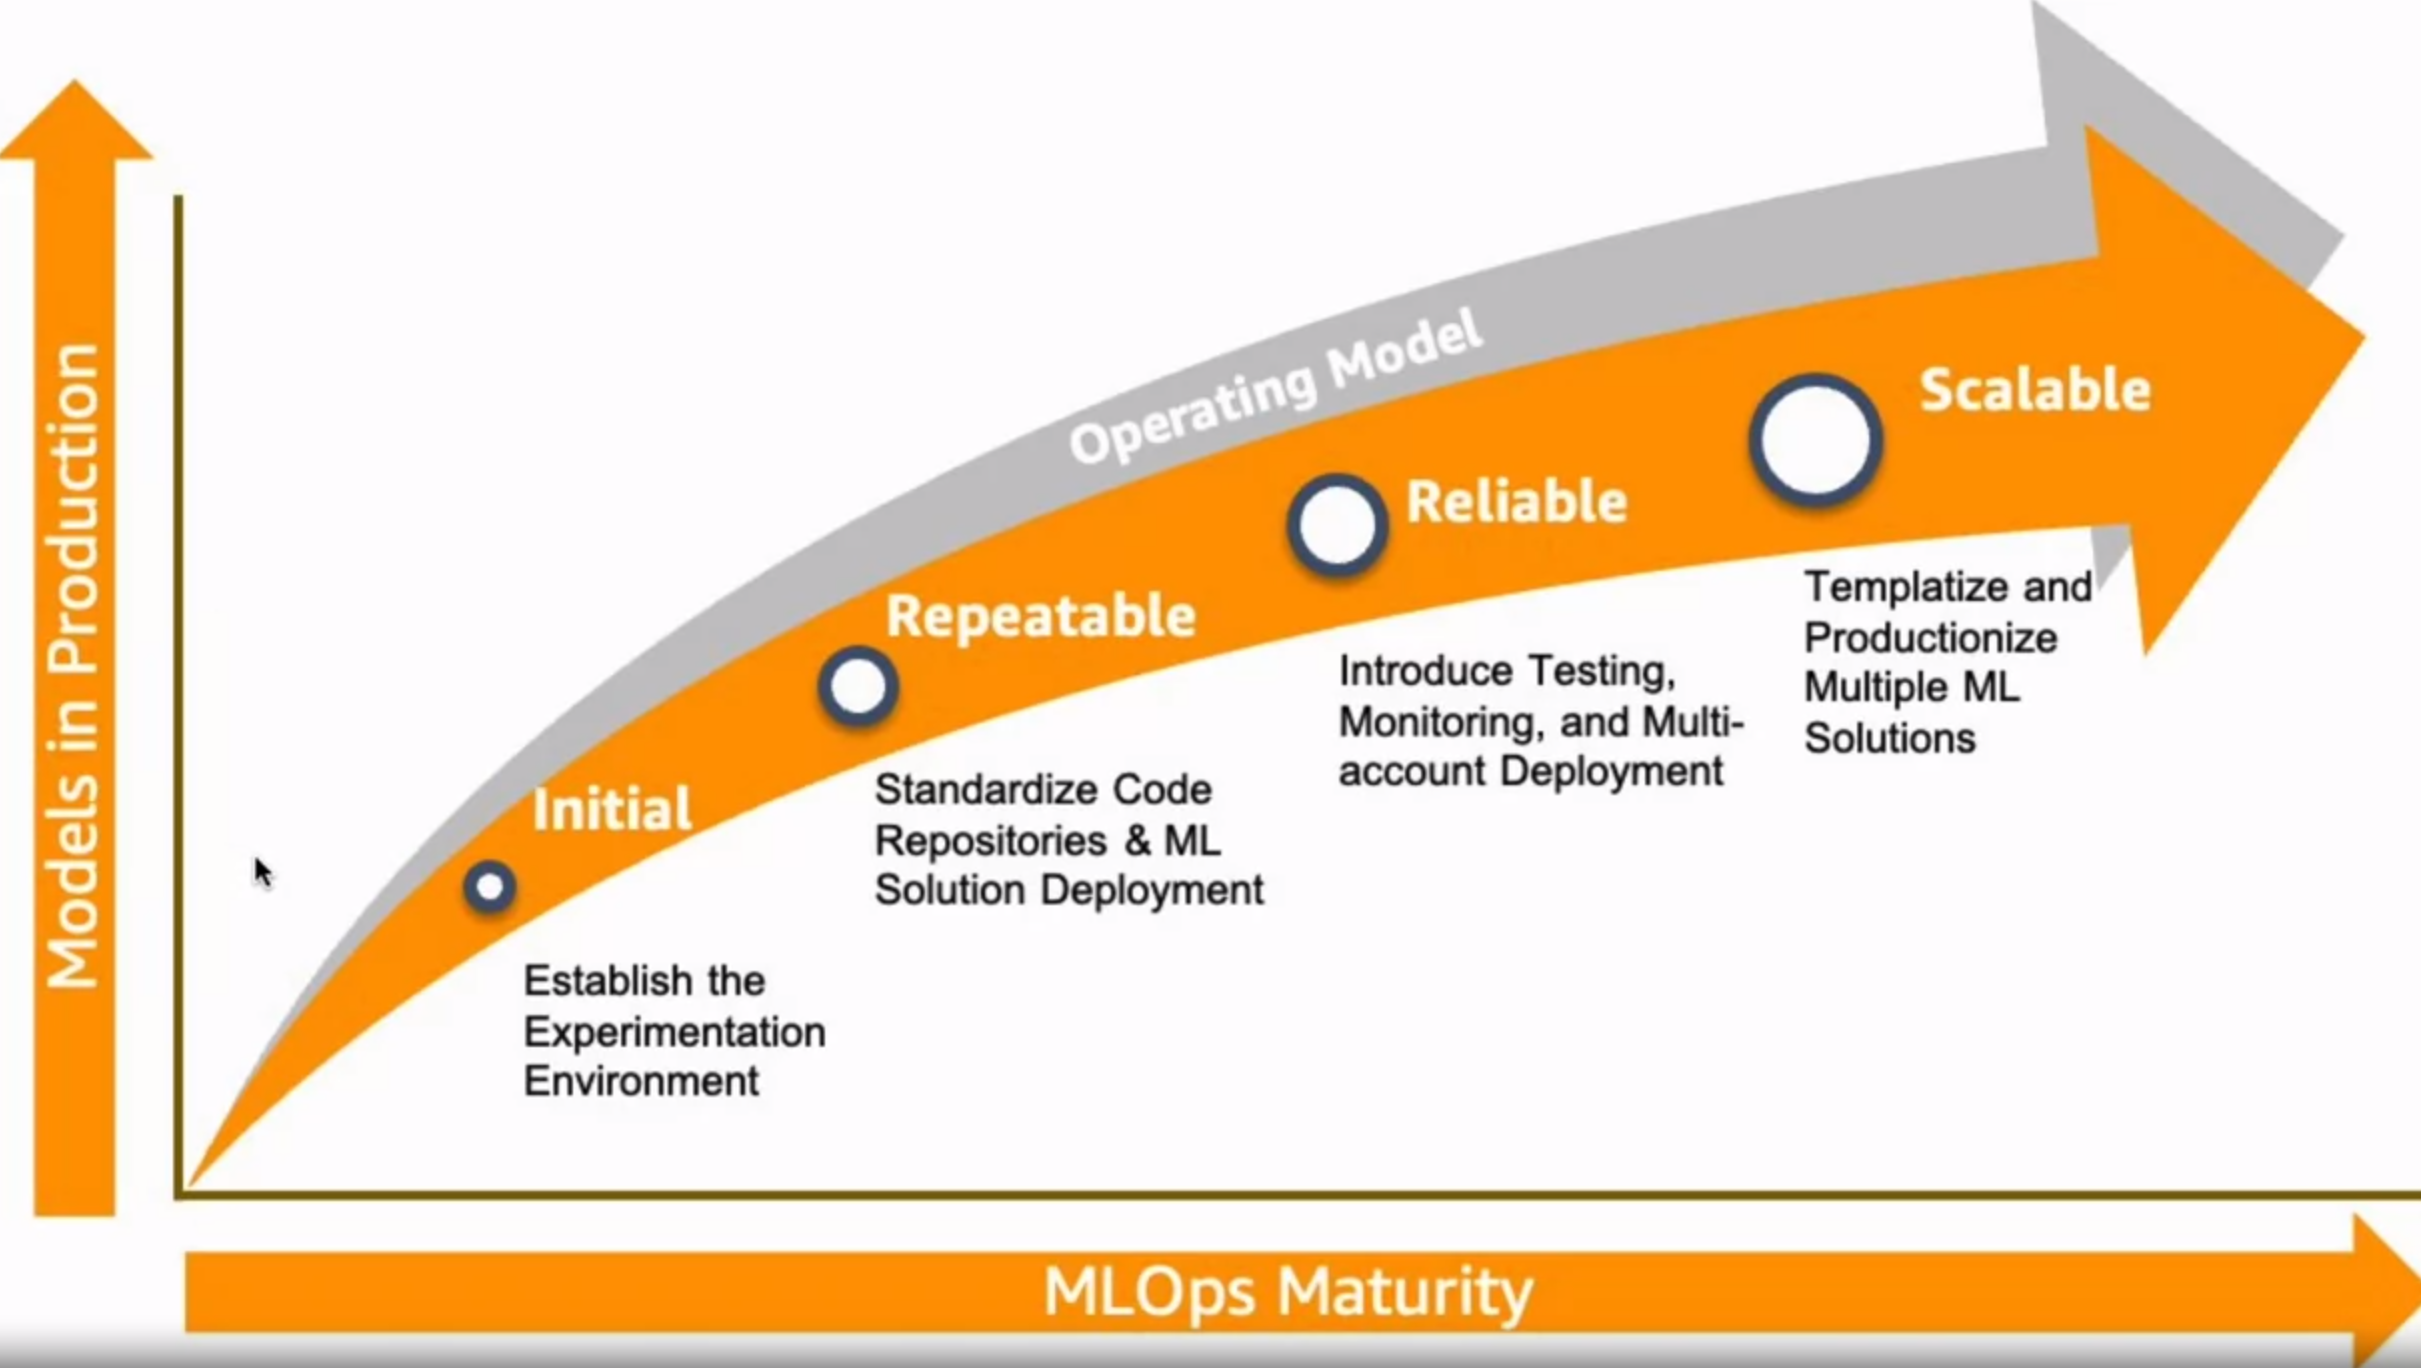 Models in Production
Operating Model
Scalable
Reliable
Repeatable
Initial
Templatize and
Productionize
Multiple ML
Solutions
Introduce Testing,
Monitoring, and Multi-
account Deployment
Standardize Code
Repositories & ML
Solution Deployment
Establish the
Experimentation
Environment
MLOps Maturity